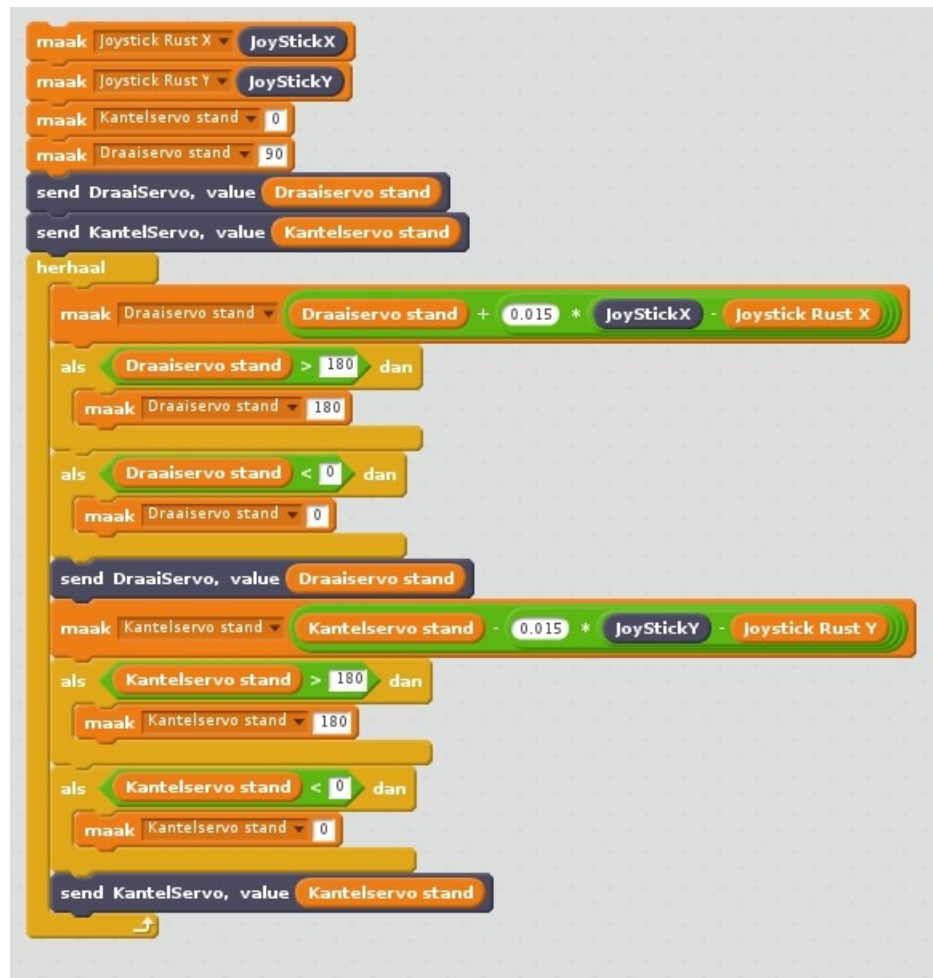 maak Joystick Rust X JoyStickX
maak Joystick Rust Y JoyStickY
maak Kantelservo stand 0
maak Draaiservo stand 90
send DraaiServo, value Draaiservo stand
send KantelServo, value Kantelservo stand
herhaal
maak Draaiservo stand Draaiservo stand + 0.015 * JoyStickX - Joystick Rust X
als Draaiservo stand > 180 dan
maak Draaiservo stand 180
als Draaiservo stand < 0 dan
maak Draaiservo stand 0
send DraaiServo, value Draaiservo stand
maak Kantelservo stand Kantelservo stand - 0.015 * JoyStickY - Joystick Rust Y
als Kantelservo stand > 180 dan
maak Kantelservo stand 180
als Kantelservo stand < 0 dan
maak Kantelservo stand 0
send KantelServo, value Kantelservo stand